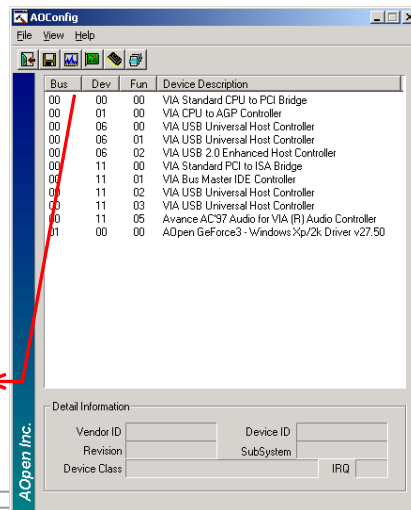 AOConfig
File View Help
Bus Dev Fun Device Description
00 00 00 VIA Standard CPU to PCI Bridge
00 01 00 VIA CPU to AGP Controller
00 06 00 VIA USB Universal Host Controller
00 06 01 VIA USB Universal Host Controller
00 06 02 VIA USB 2.0 Enhanced Host Controller
00 11 00 VIA Standard PCI to ISA Bridge
00 11 01 VIA Bus Master IDE Controller
00 11 02 VIA USB Universal Host Controller
00 11 03 VIA USB Universal Host Controller
00 11 05 Avance AC'97 Audio for VIA (R) Audio Controller
01 00 00 AOpen GeForce3 - Windows Xp/2k Driver v27.50
Detail Information
Vendor ID Device ID
Revision SubSystem
Device Class IRQ
AOpen Inc.